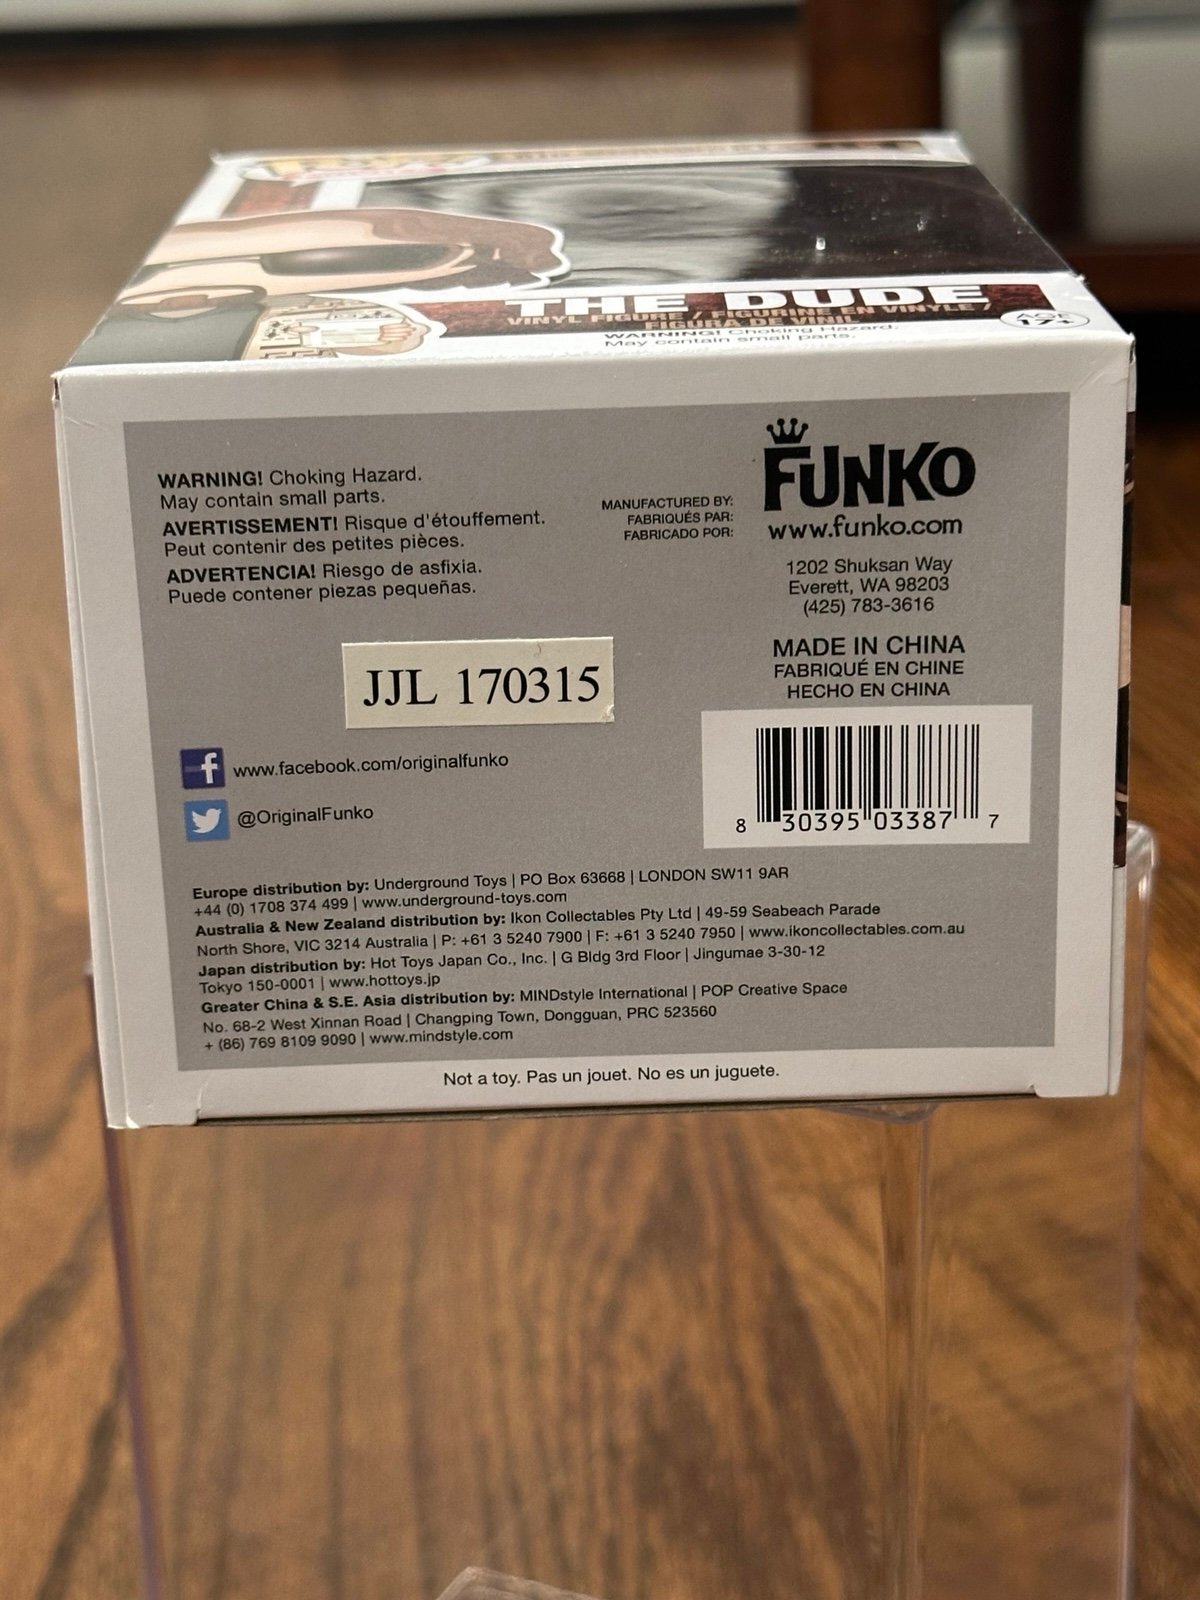 THE DUDE
VINYL FIGURE / FIGURINE EN VINYLE /
FIGURA DE VINIL
AGE
17+
WARNING! Choking Hazard.
May contain small parts.
WARNING! Choking Hazard.
May contain small parts.
AVERTISSEMENT! Risque d'étouffement.
Peut contenir des petites pièces.
ADVERTENCIA! Riesgo de asfixia.
Puede contener piezas pequeñas.
MANUFACTURED BY:
FABRIQUÉS PAR:
FABRICADO POR:
FUNKO
www.funko.com
1202 Shuksan Way
Everett, WA 98203
(425) 783-3616
MADE IN CHINA
FABRIQUÉ EN CHINE
HECHO EN CHINA
JJL 170315
f www.facebook.com/originalfunko
@OriginalFunko
8 30395 03387 7
Europe distribution by: Underground Toys | PO Box 63668 | LONDON SW11 9AR
+44 (0) 1708 374 499 | www.underground-toys.com
Australia & New Zealand distribution by: Ikon Collectables Pty Ltd | 49-59 Seabeach Parade
North Shore, VIC 3214 Australia | P: +61 3 5240 7900 | F: +61 3 5240 7950 | www.ikoncollectables.com.au
Japan distribution by: Hot Toys Japan Co., Inc. | G Bldg 3rd Floor | Jingumae 3-30-12
Tokyo 150-0001 | www.hottoys.jp
Greater China & S.E. Asia distribution by: MINDstyle International | POP Creative Space
No. 68-2 West Xinnan Road | Changping Town, Dongguan, PRC 523560
+ (86) 769 8109 9090 | www.mindstyle.com
Not a toy. Pas un jouet. No es un juguete.